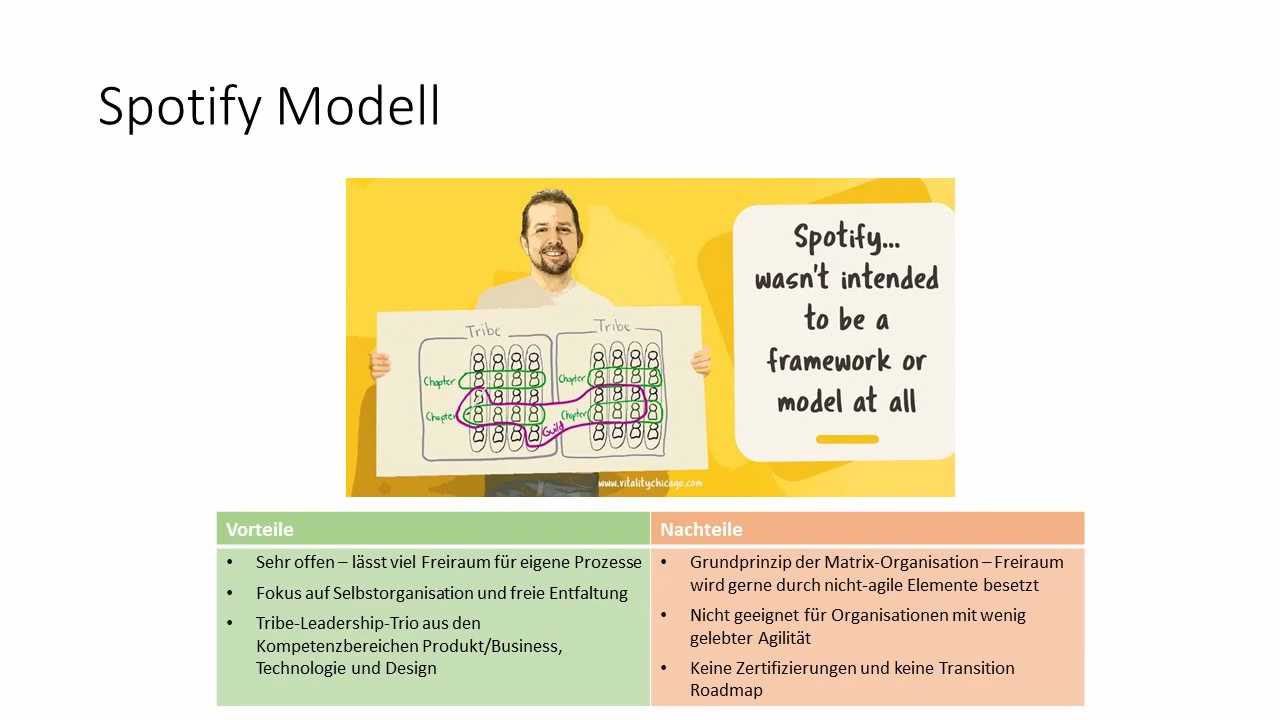 Spotify Modell
Spotify...
wasn't intended
to be a
framework or
model at all
Tribe
Tribe
Chapter
Chapter
Chapter
Chapter
Guild
www.vitalitychicago.com
Vorteile
Nachteile
• Sehr offen – lässt viel Freiraum für eigene Prozesse
• Fokus auf Selbstorganisation und freie Entfaltung
• Tribe-Leadership-Trio aus den
Kompetenzbereichen Produkt/Business,
Technologie und Design
• Grundprinzip der Matrix-Organisation – Freiraum
wird gerne durch nicht-agile Elemente besetzt
• Nicht geeignet für Organisationen mit wenig
gelebter Agilität
• Keine Zertifizierungen und keine Transition
Roadmap